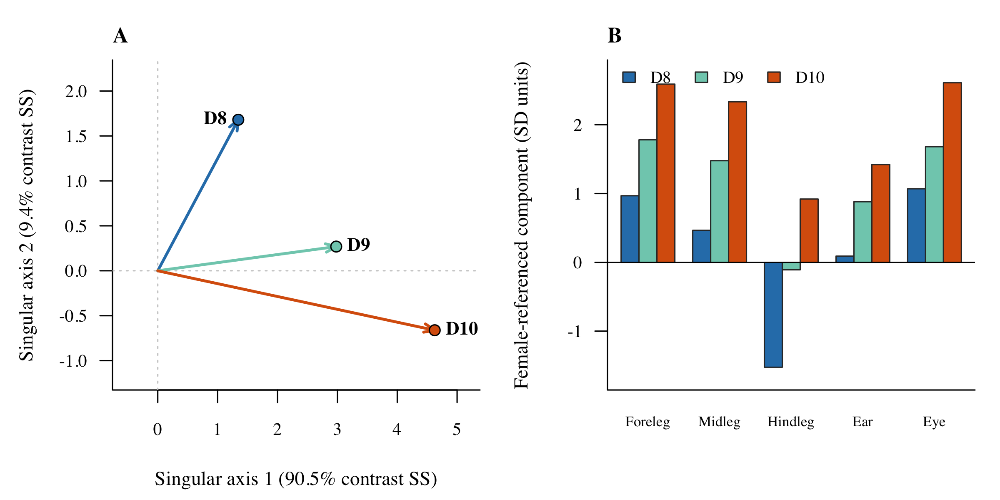 A
Singular axis 2 (9.4% contrast SS)
2.0
1.5
1.0
0.5
0.0
-0.5
-1.0
D8
D9
D10
0 1 2 3 4 5
Singular axis 1 (90.5% contrast SS)
B
Female-referenced component (SD units)
D8 D9 D10
2
1
0
-1
Foreleg Midleg Hindleg Ear Eye